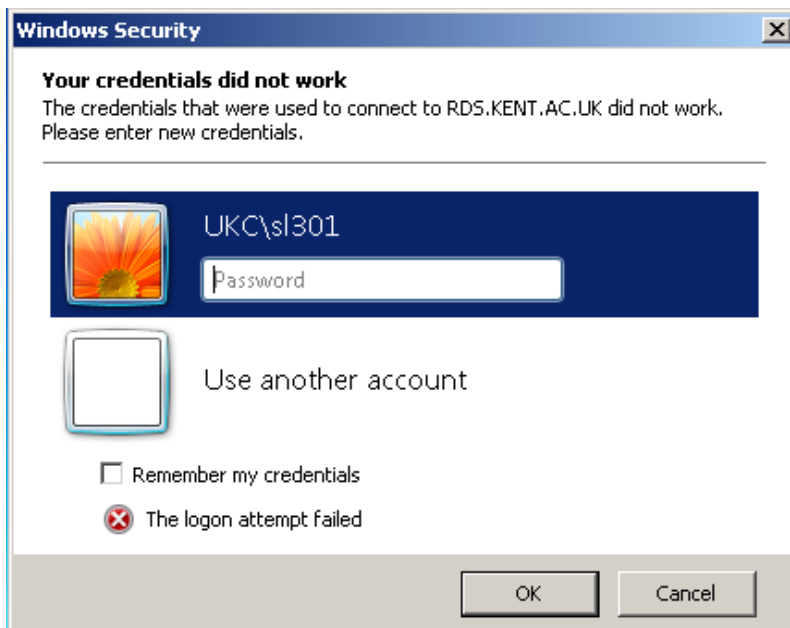 Windows Security
Your credentials did not work
The credentials that were used to connect to RDS.KENT.AC.UK did not work.
Please enter new credentials.
UKC\sl301
Password
Use another account
Remember my credentials
The logon attempt failed
OK
Cancel